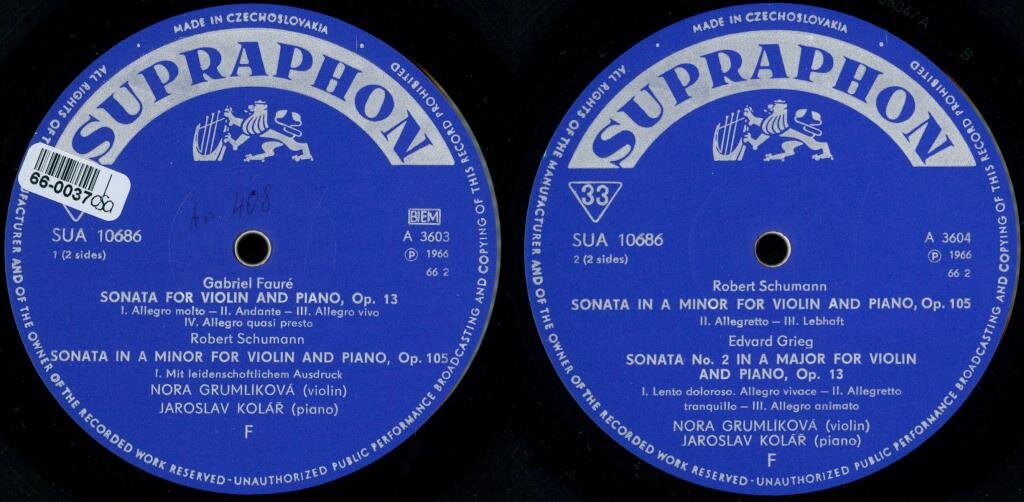 MADE IN CZECHOSLOVAKIA
SUPRAPHON
66-0037
An 408
BIEM
SUA 10686
A 3603
1 (2 sides)
Ⓟ 1966
66 2
Gabriel Fauré
SONATA FOR VIOLIN AND PIANO, Op. 13
I. Allegro molto – II. Andante – III. Allegro vivo
IV. Allegro quasi presto
Robert Schumann
SONATA IN A MINOR FOR VIOLIN AND PIANO, Op. 105
I. Mit leidenschaftlichem Ausdruck
NORA GRUMLÍKOVÁ (violin)
JAROSLAV KOLÁŘ (piano)
F
ALL RIGHTS OF MANUFACTURER AND OF THE OWNER OF THE RECORDED WORK RESERVED - UNAUTHORIZED PUBLIC PERFORMANCE BROADCASTING AND COPYING OF THIS RECORD PROHIBITED
MADE IN CZECHOSLOVAKIA
SUPRAPHON
33
SUA 10686
A 3604
2 (2 sides)
Ⓟ 1966
66 2
Robert Schumann
SONATA IN A MINOR FOR VIOLIN AND PIANO, Op. 105
II. Allegretto – III. Lebhaft
Edvard Grieg
SONATA No. 2 IN A MAJOR FOR VIOLIN
AND PIANO, Op. 13
I. Lento doloroso. Allegro vivace – II. Allegretto
tranquillo – III. Allegro animato
NORA GRUMLÍKOVÁ (violin)
JAROSLAV KOLÁŘ (piano)
F
ALL RIGHTS OF THE MANUFACTURER AND OF THE OWNER OF THE RECORDED WORK RESERVED - UNAUTHORIZED PUBLIC PERFORMANCE BROADCASTING AND COPYING OF THIS RECORD PROHIBITED